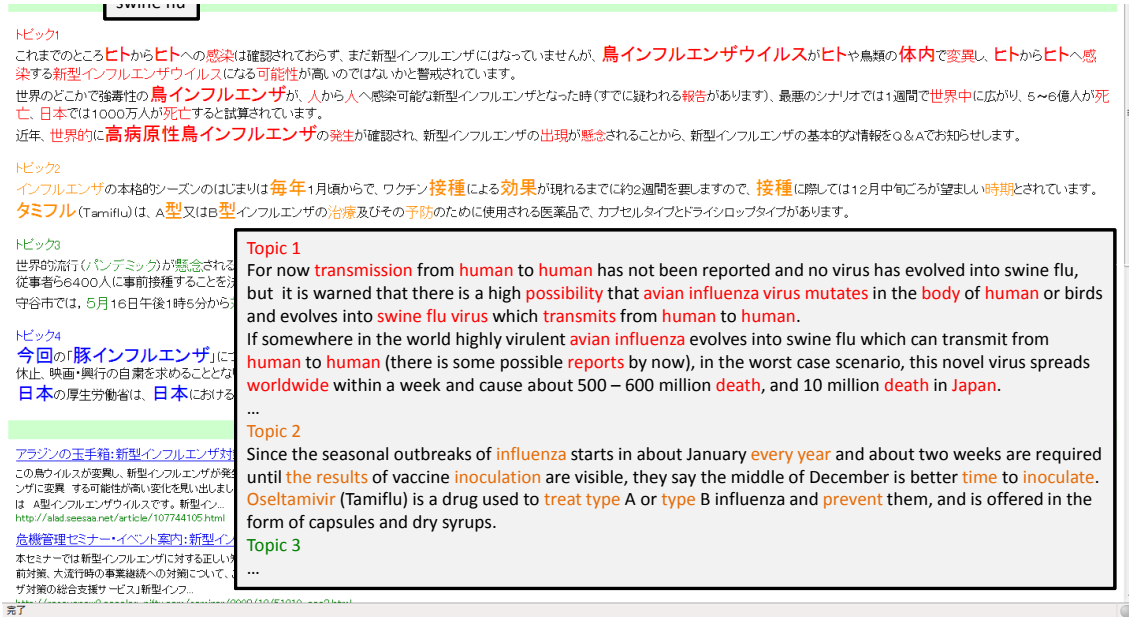 swine flu
トピック1
これまでのところヒトからヒトへの感染は確認されておらず、まだ新型インフルエンザにはなっていませんが、鳥インフルエンザウイルスがヒトや鳥類の体内で変異し、ヒトからヒトへ感
染する新型インフルエンザウイルスになる可能性が高いのではないかと警戒されています。
世界のどこかで強毒性の鳥インフルエンザが、人から人へ感染可能な新型インフルエンザとなった時(すでに疑われる報告があります)、最悪のシナリオでは1週間で世界中に広がり、5～6億人が死
亡、日本では1000万人が死亡すると試算されています。
近年、世界的に高病原性鳥インフルエンザの発生が確認され、新型インフルエンザの出現が懸念されることから、新型インフルエンザの基本的な情報をQ&Aでお知らせします。
トピック2
インフルエンザの本格的シーズンのはじまりは毎年1月頃からで、ワクチン接種による効果が現れるまでに約2週間を要しますので、接種に際しては12月中旬ごろが望ましい時期とされています。
タミフル(Tamiflu)は、A型又はB型インフルエンザの治療及びその予防のために使用される医薬品で、カプセルタイプとドライシロップタイプがあります。
トピック3
世界的流行(パンデミック)が懸念される
従事者ら6400人に事前接種することを
守谷市では、5月16日午後1時5分から
トピック4
今回の「豚インフルエンザ」に
休止、映画・興行の自粛を求めることとな
日本の厚生労働省は、日本における
アラジンの玉手箱:新型インフルエンザ対
この鳥ウイルスが変異し、新型インフルエンザが発
ンザに変異 する可能性が高い変化を見い出しまし
は A型インフルエンザウイルスです。新型イン...
http://alad.seesaa.net/article/107744105.html
危機管理セミナー・イベント案内:新型イン
本セミナーでは新型インフルエンザに対する正しい
前対策、大流行時の事業継続への対策について、
ザ対策の総合支援サービス」新型インフ...
Topic 1
For now transmission from human to human has not been reported and no virus has evolved into swine flu,
but it is warned that there is a high possibility that avian influenza virus mutates in the body of human or birds
and evolves into swine flu virus which transmits from human to human.
If somewhere in the world highly virulent avian influenza evolves into swine flu which can transmit from
human to human (there is some possible reports by now), in the worst case scenario, this novel virus spreads
worldwide within a week and cause about 500 – 600 million death, and 10 million death in Japan.
...
Topic 2
Since the seasonal outbreaks of influenza starts in about January every year and about two weeks are required
until the results of vaccine inoculation are visible, they say the middle of December is better time to inoculate.
Oseltamivir (Tamiflu) is a drug used to treat type A or type B influenza and prevent them, and is offered in the
form of capsules and dry syrups.
Topic 3
...
完了